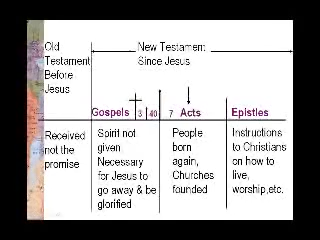 Old
Testament
Before
Jesus
New Testament
Since Jesus
Gospels 3 40 7 Acts Epistles
Received
not the
promise
Spirit not
given
Necessary
for Jesus to
go away & be
glorified
People
born
again,
Churches
founded
Instructions
to Christians
on how to
live,
worship,etc.